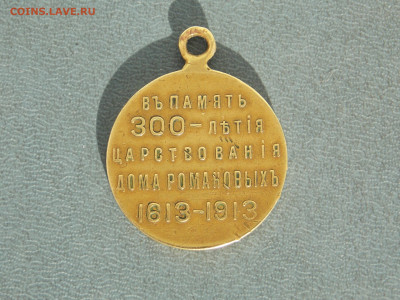 COINS.LAVE.RU
ВЪ ПАМЯТЬ
300-ЛѢТІЯ
ЦАРСТВОВАНІЯ
ДОМА РОМАНОВЫХЪ
1613-1913